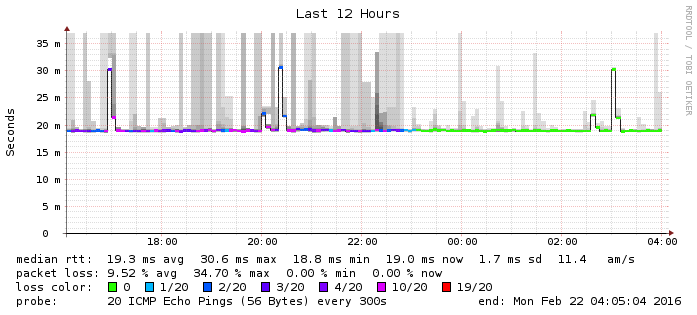 Last 12 Hours
RRDTOOL / TOBI OETIKER
Seconds
35 m
30 m
25 m
20 m
15 m
10 m
5 m
0
18:00 20:00 22:00 00:00 02:00 04:00
median rtt: 19.3 ms avg 30.6 ms max 18.8 ms min 19.0 ms now 1.7 ms sd 11.4 am/s
packet loss: 9.52 % avg 34.70 % max 0.00 % min 0.00 % now
loss color: 0 1/20 2/20 3/20 4/20 10/20 19/20
probe: 20 ICMP Echo Pings (56 Bytes) every 300s end: Mon Feb 22 04:05:04 2016